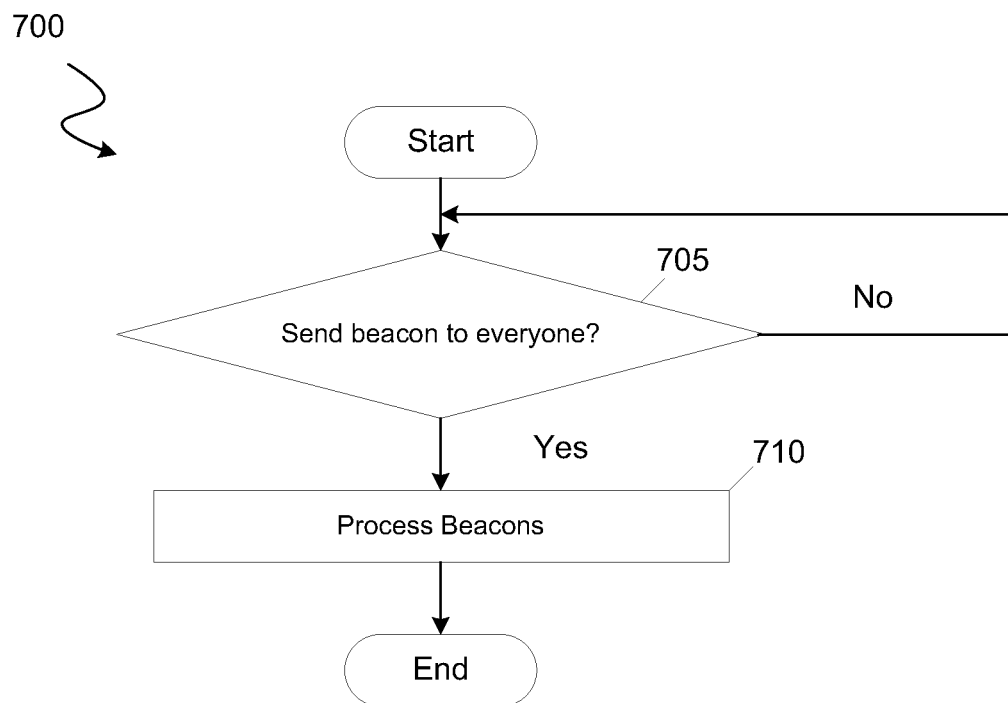 700
Start
705
No
Send beacon to everyone?
Yes
710
Process Beacons
End